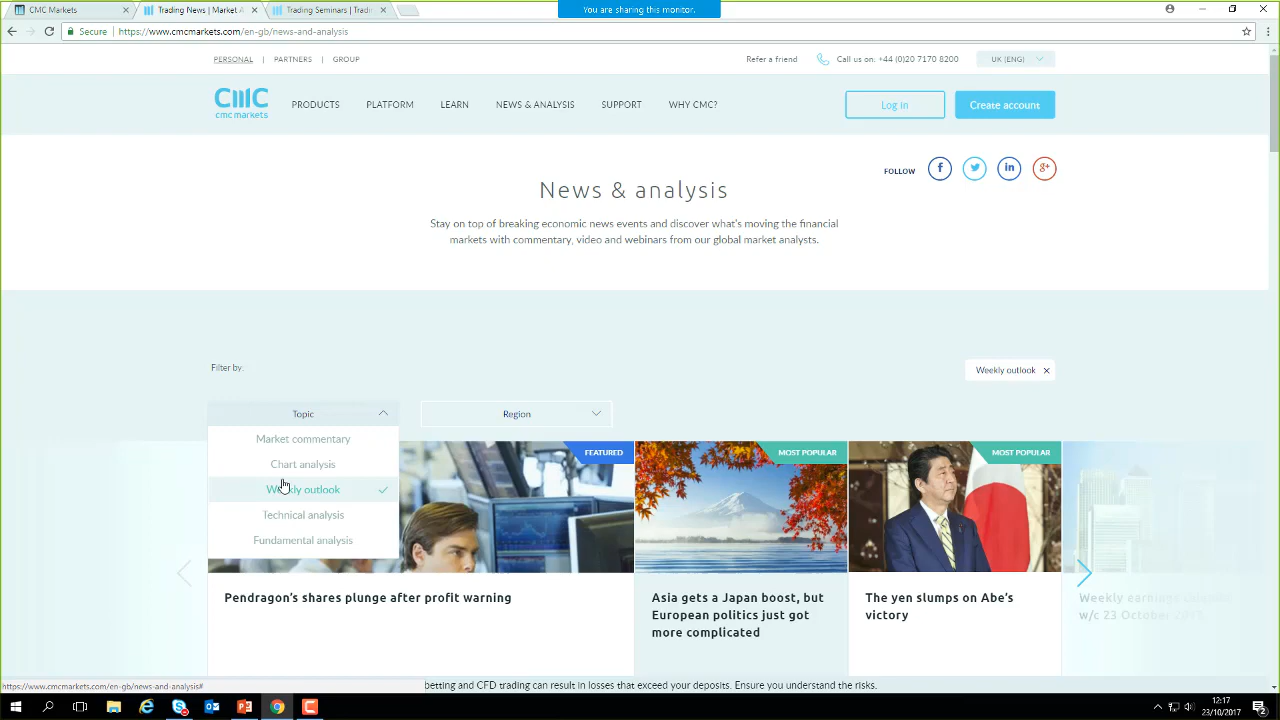 You are sharing this monitor.
CMC Markets
Trading News | Market A
Trading Seminars | Tradi
Secure
https://www.cmcmarkets.com/en-gb/news-and-analysis
PERSONAL | PARTNERS | GROUP
Refer a friend
Call us on: +44 (0)20 7170 8200
UK (ENG)
CMC
cmc markets
PRODUCTS
PLATFORM
LEARN
NEWS & ANALYSIS
SUPPORT
WHY CMC?
Log in
Create account
FOLLOW
News & analysis
Stay on top of breaking economic news events and discover what's moving the financial
markets with commentary, video and webinars from our global market analysts.
Filter by:
Weekly outlook
Topic
Region
Market commentary
Chart analysis
Weekly outlook
Technical analysis
Fundamental analysis
FEATURED
MOST POPULAR
MOST POPULAR
Pendragon's shares plunge after profit warning
Asia gets a Japan boost, but
European politics just got
more complicated
The yen slumps on Abe's
victory
Weekly earnings
w/c 23 October 2017
https://www.cmcmarkets.com/en-gb/news-and-analysis#
betting and CFD trading can result in losses that exceed your deposits. Ensure you understand the risks.
12:17
23/10/2017